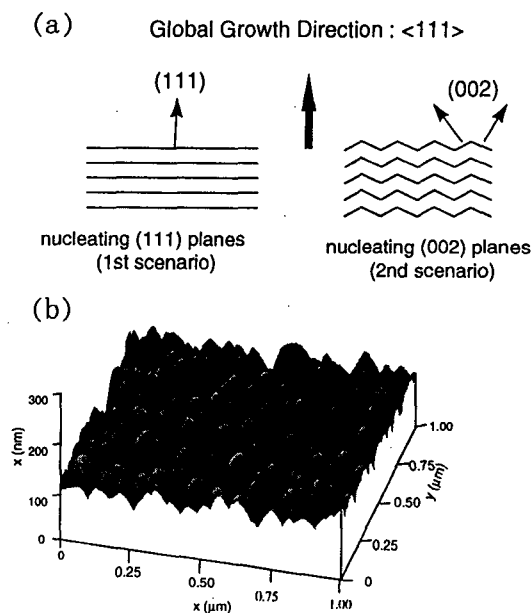 (a)
Global Growth Direction : <111>
(111)
(002)
nucleating (111) planes
(1st scenario)
nucleating (002) planes
(2nd scenario)
(b)
300
200
100
0
x (nm)
0
0.25
0.50
0.75
1.00
x (μm)
0
0.25
0.50
0.75
1.00
y (μm)